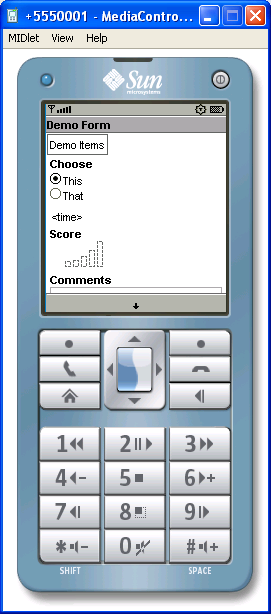 +5550001 - MediaContro...
MIDlet View Help
Sun
microsystems
Demo Form
Demo Items
Choose
This
That
<time>
Score
Comments
1 2 3
4 - 5 6 +
7 8 9
* - 0 # +
SHIFT SPACE